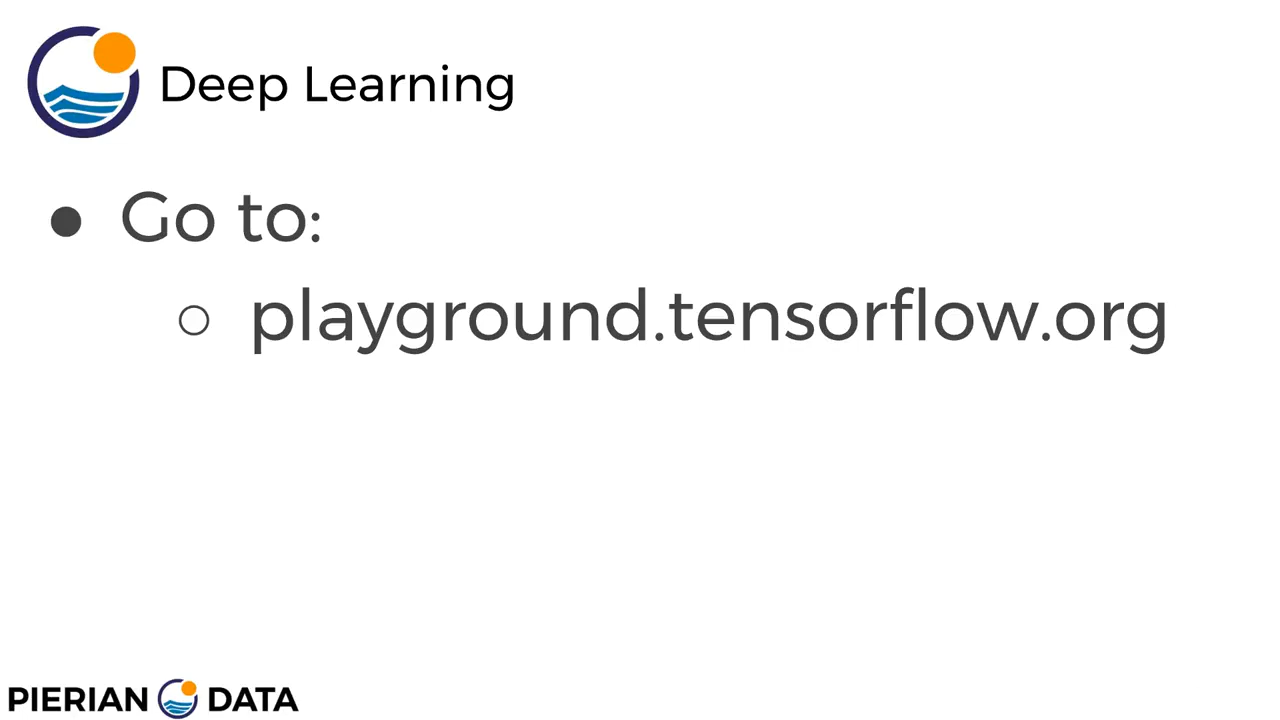 Deep Learning
● Go to:
○ playground.tensorflow.org
PIERIAN DATA